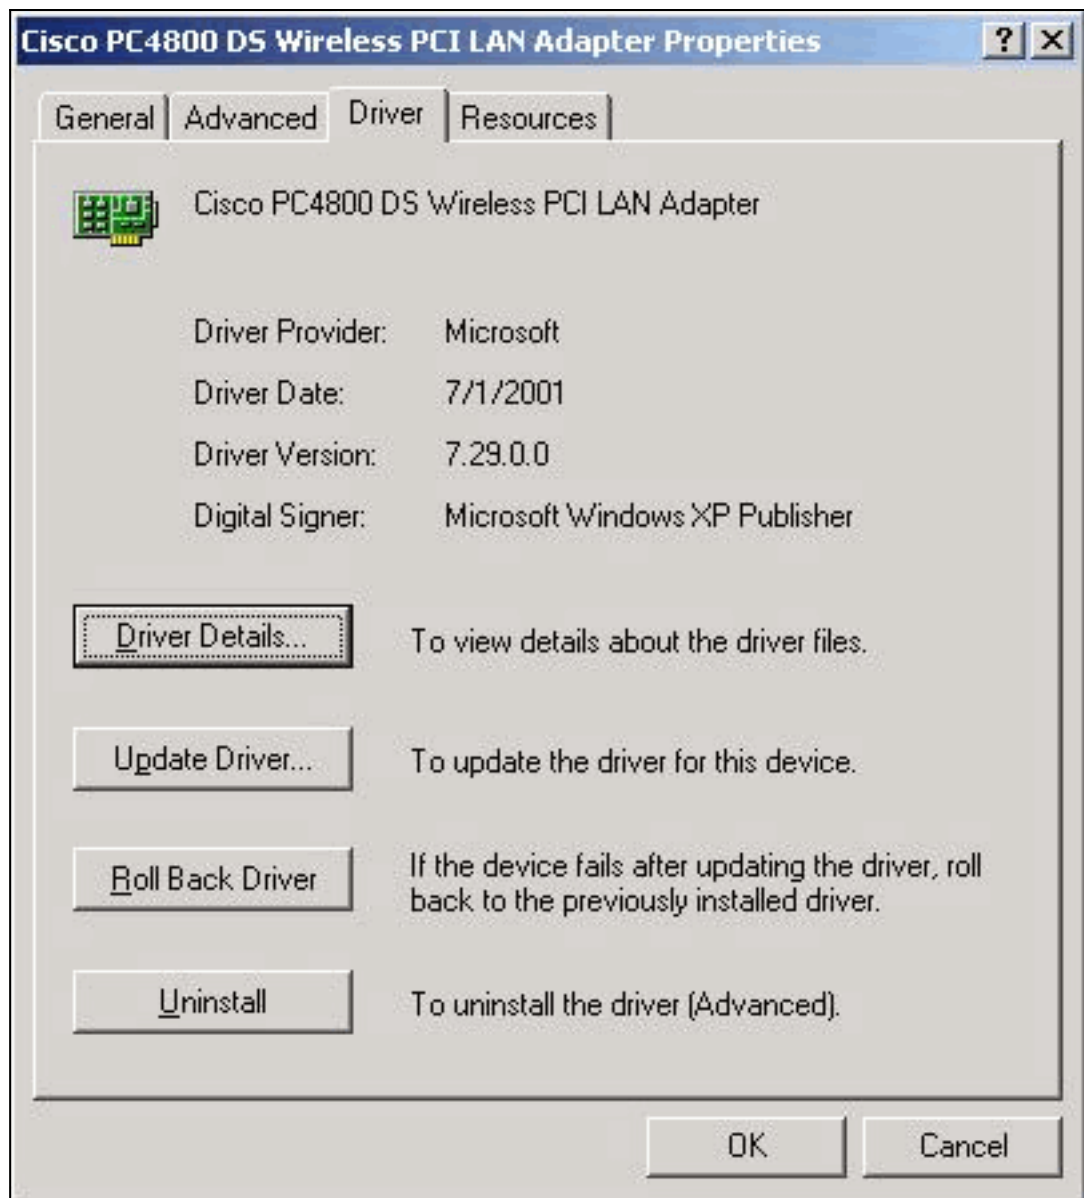 Cisco PC4800 DS Wireless PCI LAN Adapter Properties
General Advanced Driver Resources
Cisco PC4800 DS Wireless PCI LAN Adapter
Driver Provider: Microsoft
Driver Date: 7/1/2001
Driver Version: 7.29.0.0
Digital Signer: Microsoft Windows XP Publisher
Driver Details... To view details about the driver files.
Update Driver... To update the driver for this device.
Roll Back Driver If the device fails after updating the driver, roll
back to the previously installed driver.
Uninstall To uninstall the driver (Advanced).
OK Cancel